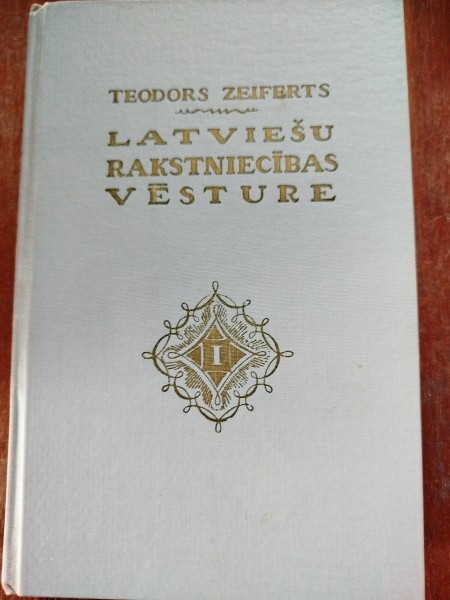 TEODORS ZEIFERTS
LATVIEŠU
RAKSTNIECĪBAS
VĒSTURE
I